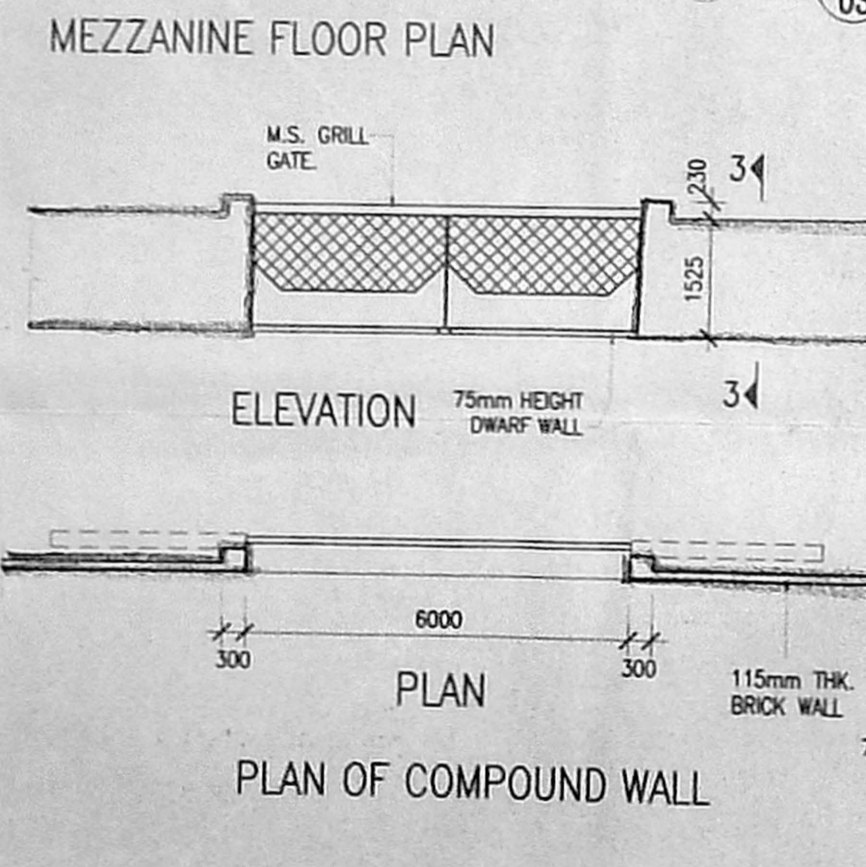 03
MEZZANINE FLOOR PLAN
M.S. GRILL
GATE.
230
3
1525
ELEVATION
75mm HEIGHT
DWARF WALL
3
6000
300
300
PLAN
115mm THK.
BRICK WALL
PLAN OF COMPOUND WALL